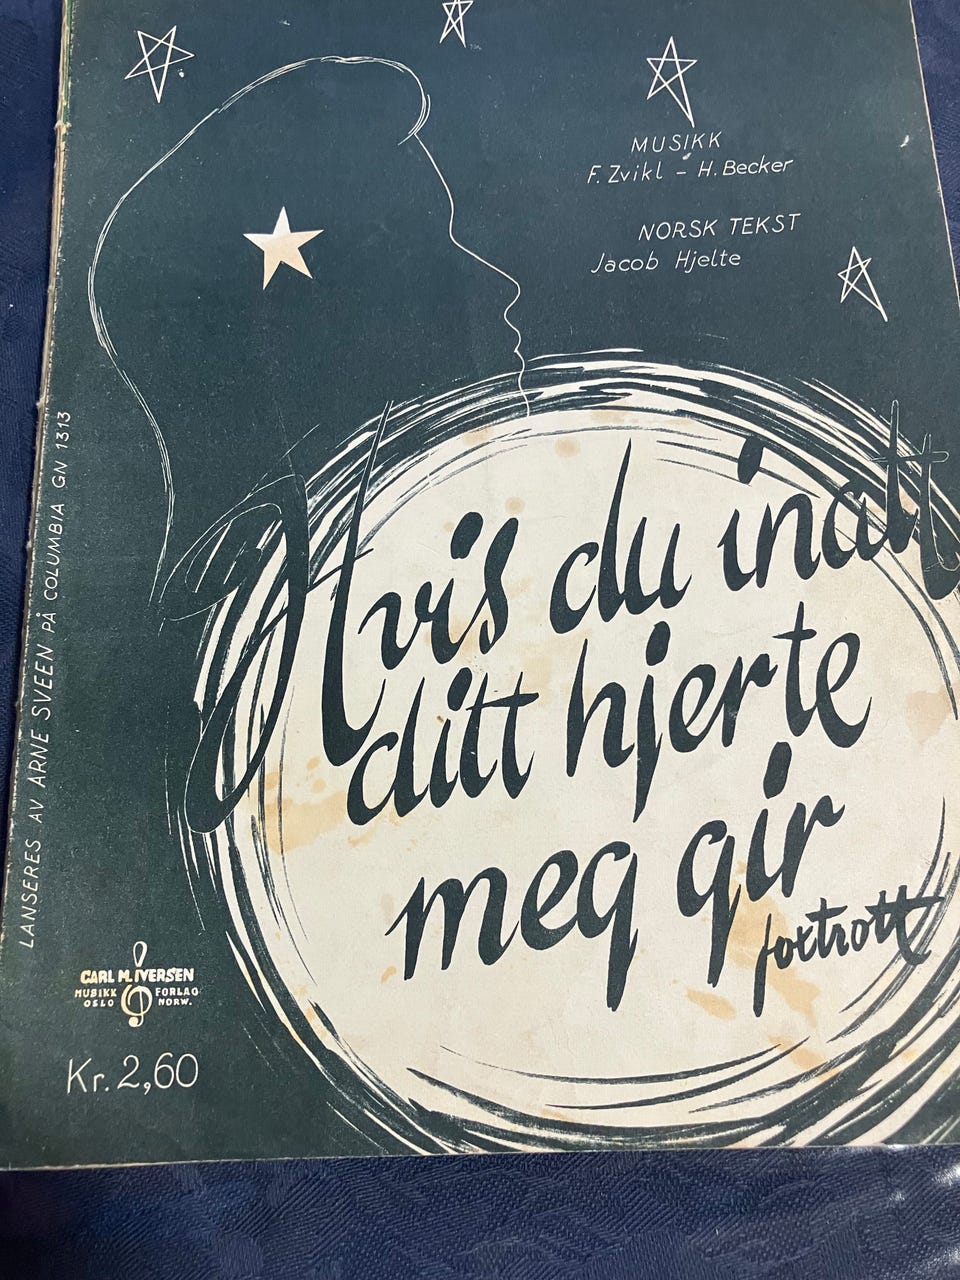 MUSIKK
F. Zvikl - H. Becker
NORSK TEKST
Jacob Hjelte
Hvis du inatt
ditt hjerte
meg gir
foxtrott
LANSERES AV ARNE SVEEN PÅ COLUMBIA GN 1313
CARL M. IVERSEN
MUSIKK FORLAG
OSLO NORW.
Kr. 2,60